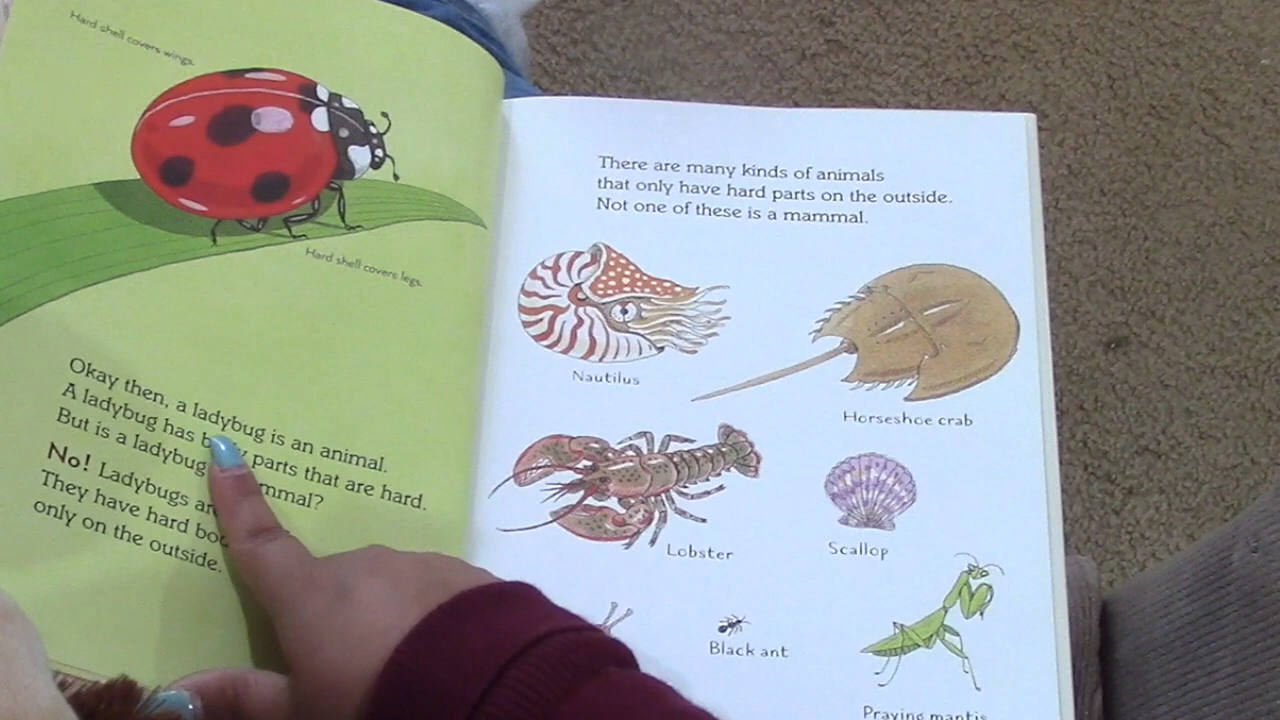 Hard shell covers wings.
Hard shell covers legs.
Okay then, a ladybug is an animal.
A ladybug has parts that are hard.
But is a ladybug
No! Ladybugs
They have hard
only on the outside.
There are many kinds of animals
that only have hard parts on the outside.
Not one of these is a mammal.
Nautilus
Horseshoe crab
Lobster
Scallop
Black ant
Praying mantis